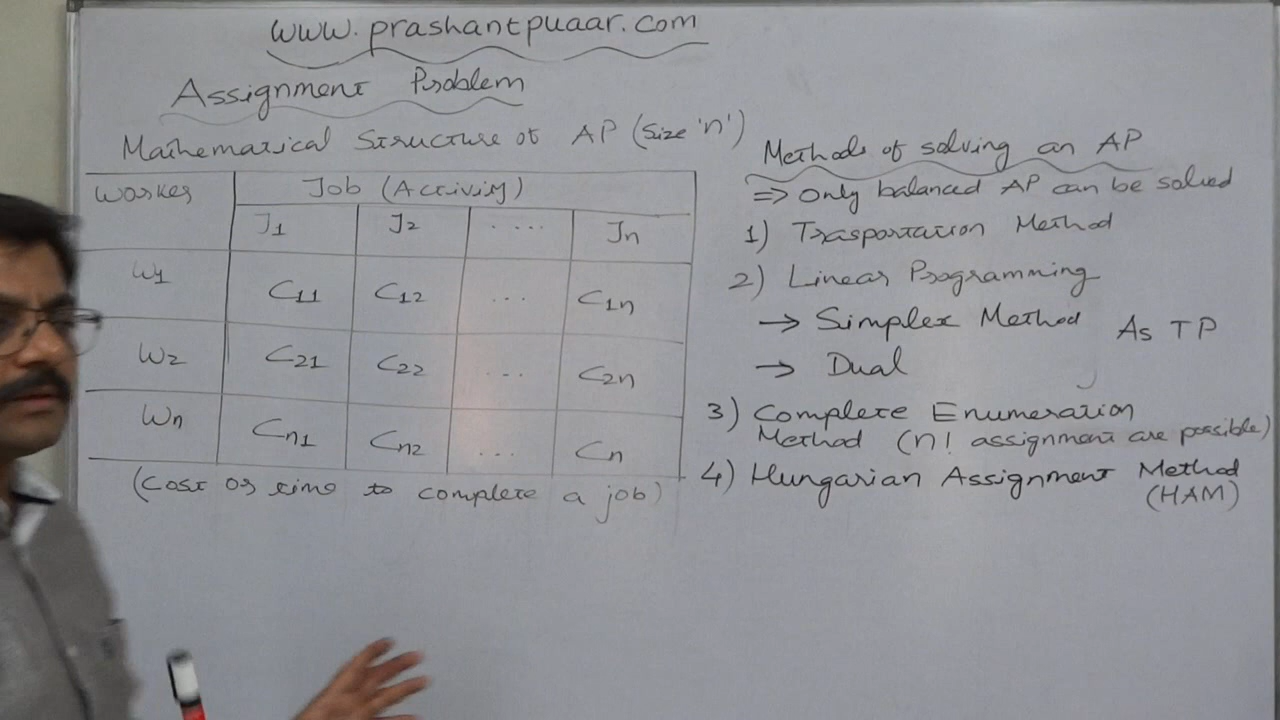 www.prashantpuaar.com
Assignment Problem
Mathematical Structure of AP (Size 'n')
Worker Job (Activity)
J1 J2 .... Jn
W1 C11 C12 ... C1n
W2 C21 C22 ... C2n
Wn Cn1 Cn2 ... Cn
(Cost or time to complete a job)
Methods of solving an AP
⇒ Only balanced AP can be solved
1) Trasportation Method
2) Linear Programming
→ Simplex Method As TP
→ Dual
3) Complete Enumeration
Method (n! assignment are possible)
4) Hungarian Assignment Method
(HAM)